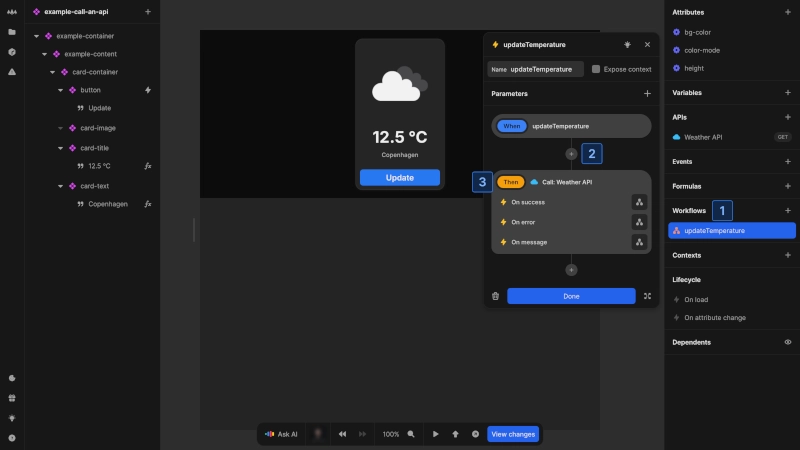 example-call-an-api
example-container
example-content
card-container
button
Update
card-image
card-title
12.5 °C
card-text
Copenhagen
12.5 °C
Copenhagen
Update
updateTemperature
Name updateTemperature
Expose context
Parameters
When updateTemperature
2
3
Then Call: Weather API
On success
On error
On message
Done
Ask AI
100%
View changes
Attributes
bg-color
color-mode
height
Variables
APIs
Weather API GET
Events
Formulas
Workflows 1
updateTemperature
Contexts
Lifecycle
On load
On attribute change
Dependents